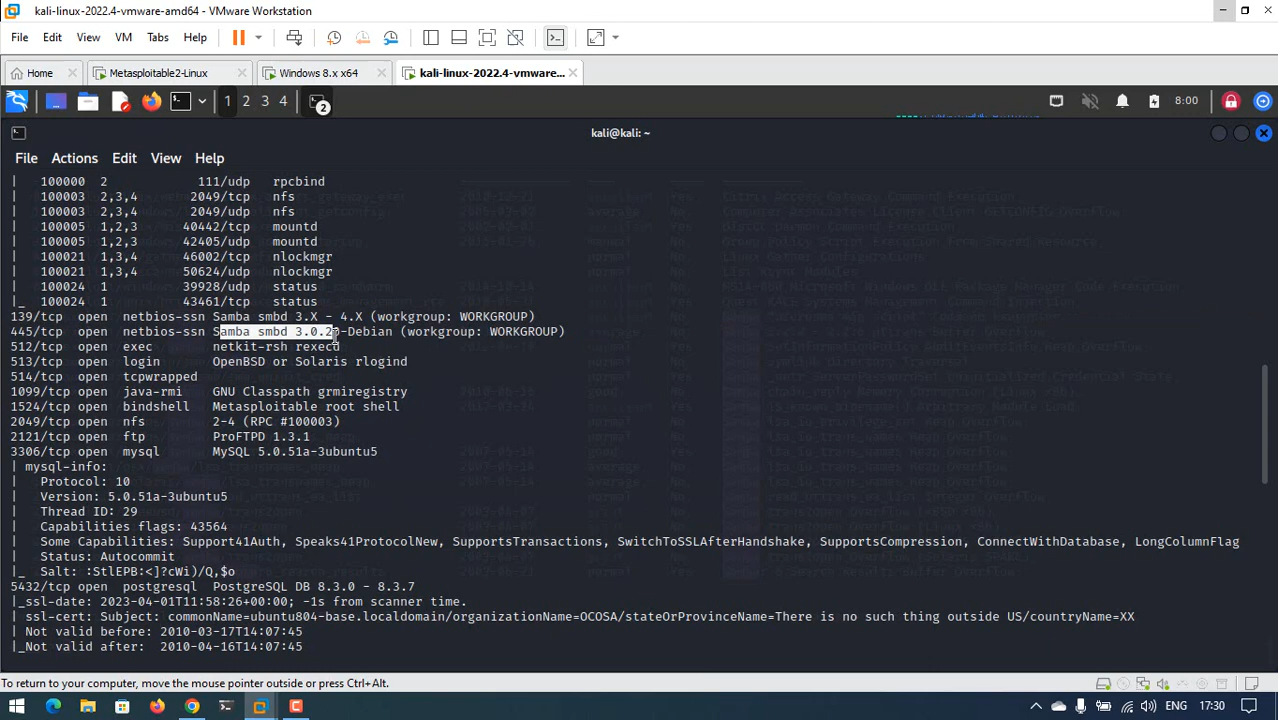 kali-linux-2022.4-vmware-amd64 - VMware Workstation
File Edit View VM Tabs Help
Home Metasploitable2-Linux Windows 8.x x64 kali-linux-2022.4-vmware...
1 2 3 4 2 8:00
kali@kali: ~
File Actions Edit View Help
| 100000 2 111/udp rpcbind
| 100003 2,3,4 2049/tcp nfs
| 100003 2,3,4 2049/udp nfs
| 100005 1,2,3 40442/tcp mountd
| 100005 1,2,3 42405/udp mountd
| 100021 1,3,4 46002/tcp nlockmgr
| 100021 1,3,4 50624/udp nlockmgr
| 100024 1 39928/udp status
|_ 100024 1 43461/tcp status
139/tcp open netbios-ssn Samba smbd 3.X - 4.X (workgroup: WORKGROUP)
445/tcp open netbios-ssn Samba smbd 3.0.20-Debian (workgroup: WORKGROUP)
512/tcp open exec netkit-rsh rexecd
513/tcp open login OpenBSD or Solaris rlogind
514/tcp open tcpwrapped
1099/tcp open java-rmi GNU Classpath grmiregistry
1524/tcp open bindshell Metasploitable root shell
2049/tcp open nfs 2-4 (RPC #100003)
2121/tcp open ftp ProFTPD 1.3.1
3306/tcp open mysql MySQL 5.0.51a-3ubuntu5
| mysql-info:
| Protocol: 10
| Version: 5.0.51a-3ubuntu5
| Thread ID: 29
| Capabilities flags: 43564
| Some Capabilities: Support41Auth, Speaks41ProtocolNew, SupportsTransactions, SwitchToSSLAfterHandshake, SupportsCompression, ConnectWithDatabase, LongColumnFlag
| Status: Autocommit
|_ Salt: :StlEPB:<]?cWi)/Q,$o
5432/tcp open postgresql PostgreSQL DB 8.3.0 - 8.3.7
|_ssl-date: 2023-04-01T11:58:26+00:00; -1s from scanner time.
| ssl-cert: Subject: commonName=ubuntu804-base.localdomain/organizationName=OCOSA/stateOrProvinceName=There is no such thing outside US/countryName=XX
| Not valid before: 2010-03-17T14:07:45
|_Not valid after: 2010-04-16T14:07:45
To return to your computer, move the mouse pointer outside or press Ctrl+Alt.
ENG 17:30